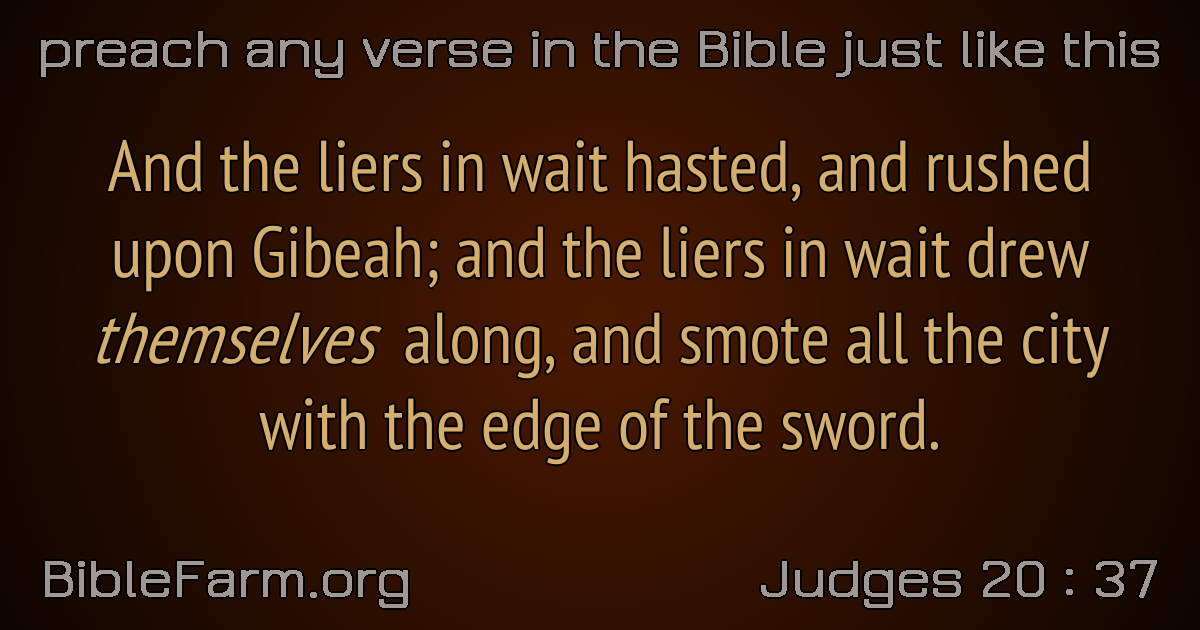 preach any verse in the Bible just like this
And the liers in wait hasted, and rushed
upon Gibeah; and the liers in wait drew
themselves along, and smote all the city
with the edge of the sword.
BibleFarm.org
Judges 20 : 37